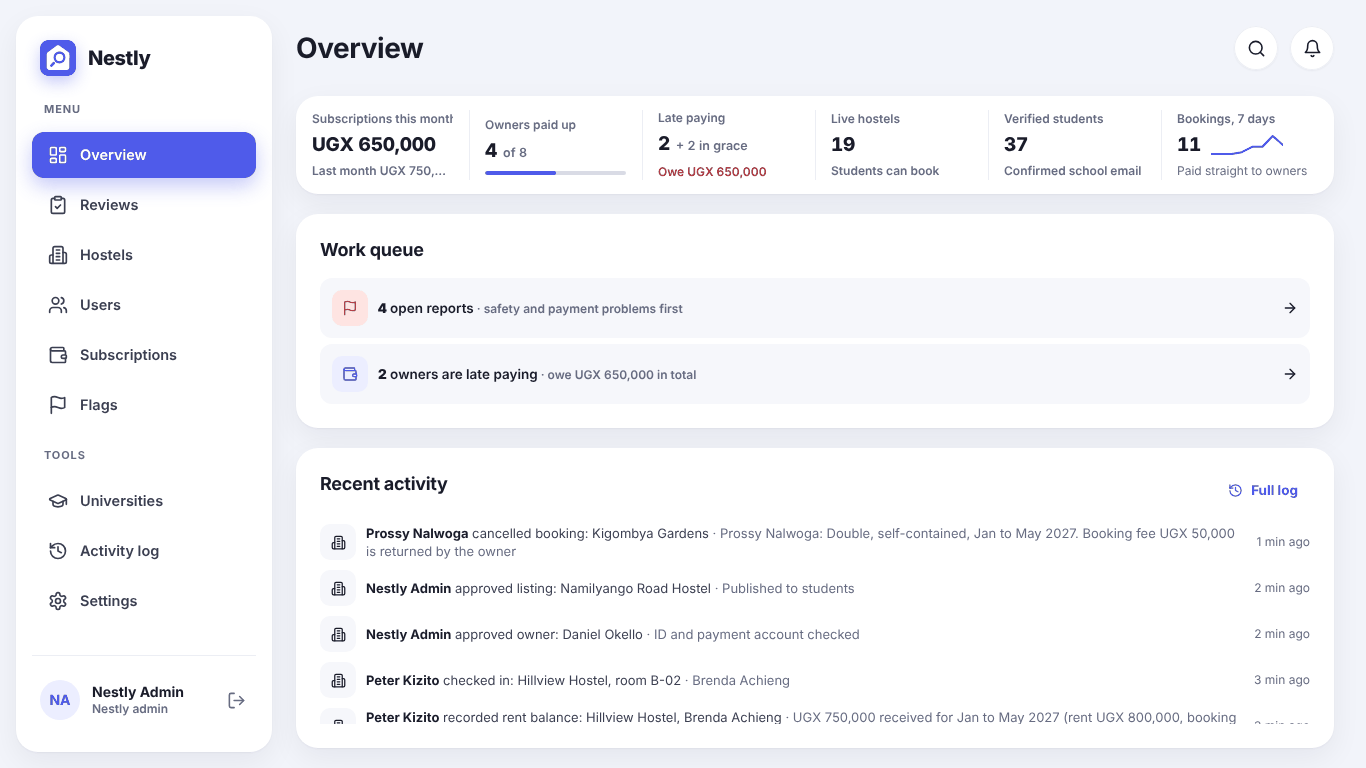 Nestly
Overview
MENU
Overview
Reviews
Hostels
Users
Subscriptions
Flags
TOOLS
Universities
Activity log
Settings
NA
Nestly Admin
Nestly admin
Subscriptions this month
UGX 650,000
Last month UGX 750,...
Owners paid up
4 of 8
Late paying
2 + 2 in grace
Owe UGX 650,000
Live hostels
19
Students can book
Verified students
37
Confirmed school email
Bookings, 7 days
11
Paid straight to owners
Work queue
4 open reports · safety and payment problems first
2 owners are late paying · owe UGX 650,000 in total
Recent activity
Full log
Prossy Nalwoga cancelled booking: Kigombya Gardens · Prossy Nalwoga: Double, self-contained, Jan to May 2027. Booking fee UGX 50,000
is returned by the owner
1 min ago
Nestly Admin approved listing: Namilyango Road Hostel · Published to students
2 min ago
Nestly Admin approved owner: Daniel Okello · ID and payment account checked
2 min ago
Peter Kizito checked in: Hillview Hostel, room B-02 · Brenda Achieng
3 min ago
Peter Kizito recorded rent balance: Hillview Hostel, Brenda Achieng · UGX 750,000 received for Jan to May 2027 (rent UGX 800,000, booking